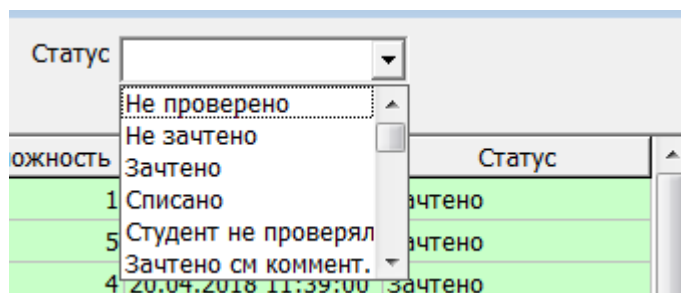 Статус
Не проверено
Не зачтено
Зачтено
Списано
Студент не проверял
Зачтено см коммент.
ожность Статус
1 ачтено
5 ачтено
4 20.04.2018 11:39:00 Зачтено